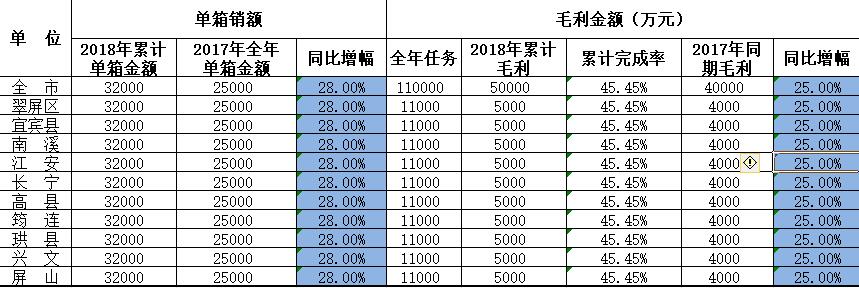 单 位 单箱销额 毛利金额（万元）
2018年累计单箱金额 2017年全年单箱金额 同比增幅 全年任务 2018年累计毛利 累计完成率 2017年同期毛利 同比增幅
全 市 32000 25000 28.00% 110000 50000 45.45% 40000 25.00%
翠屏区 32000 25000 28.00% 11000 5000 45.45% 4000 25.00%
宜宾县 32000 25000 28.00% 11000 5000 45.45% 4000 25.00%
南 溪 32000 25000 28.00% 11000 5000 45.45% 4000 25.00%
江 安 32000 25000 28.00% 11000 5000 45.45% 4000 25.00%
长 宁 32000 25000 28.00% 11000 5000 45.45% 4000 25.00%
高 县 32000 25000 28.00% 11000 5000 45.45% 4000 25.00%
筠 连 32000 25000 28.00% 11000 5000 45.45% 4000 25.00%
珙 县 32000 25000 28.00% 11000 5000 45.45% 4000 25.00%
兴 文 32000 25000 28.00% 11000 5000 45.45% 4000 25.00%
屏 山 32000 25000 28.00% 11000 5000 45.45% 4000 25.00%